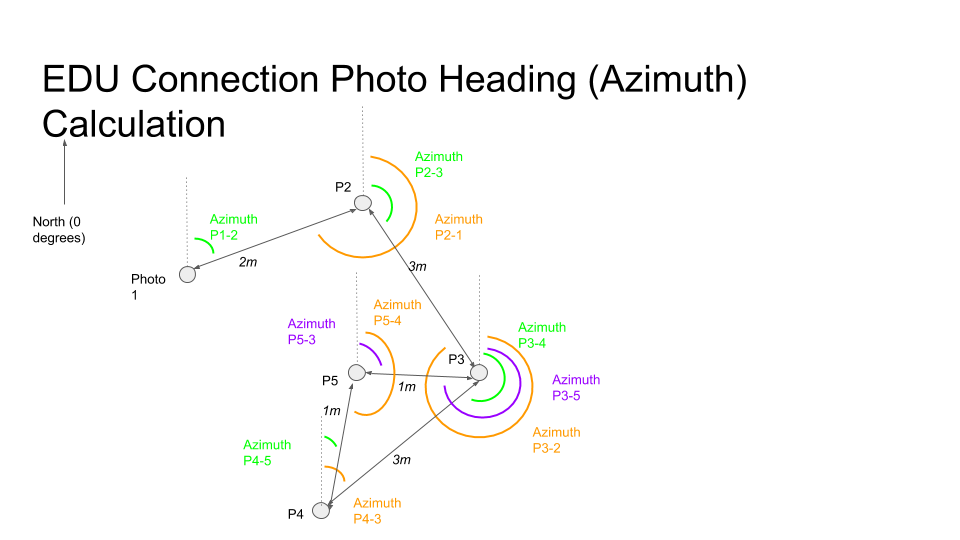 EDU Connection Photo Heading (Azimuth)
Calculation
Azimuth
P2-3
P2
Azimuth
P1-2
Azimuth
P2-1
North (0
degrees)
2m
3m
Photo
1
Azimuth
P5-4
Azimuth
P5-3
Azimuth
P3-4
P3
P5
1m
Azimuth
P3-5
1m
Azimuth
P4-5
Azimuth
P3-2
3m
Azimuth
P4-3
P4